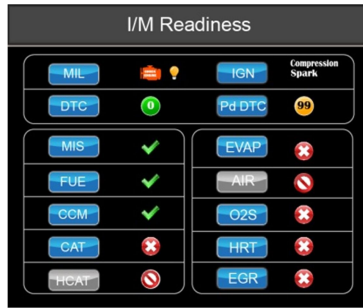 I/M Readiness
MIL
IGN
Compression
Spark
DTC
0
Pd DTC
99
MIS
EVAP
FUE
AIR
CCM
O2S
CAT
HRT
HCAT
EGR